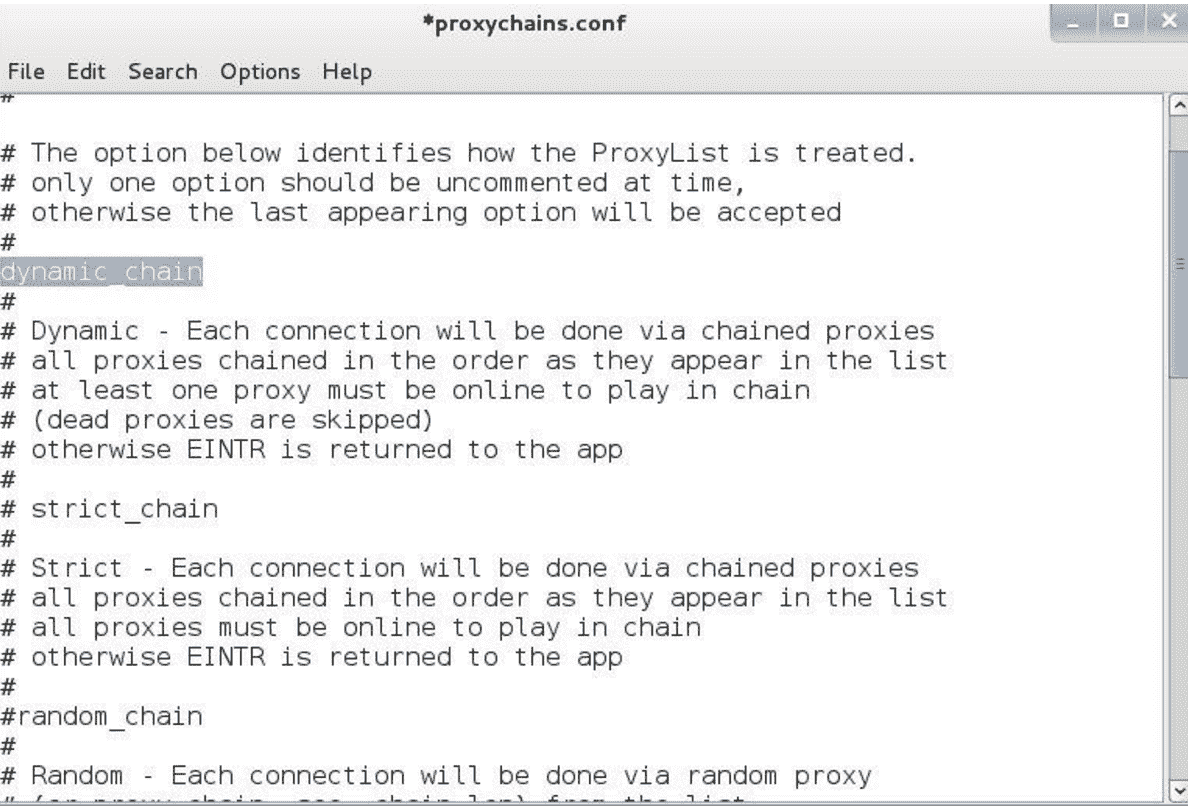 *proxychains.conf
File Edit Search Options Help
#
# The option below identifies how the ProxyList is treated.
# only one option should be uncommented at time,
# otherwise the last appearing option will be accepted
#
dynamic_chain
#
# Dynamic - Each connection will be done via chained proxies
# all proxies chained in the order as they appear in the list
# at least one proxy must be online to play in chain
# (dead proxies are skipped)
# otherwise EINTR is returned to the app
#
# strict_chain
#
# Strict - Each connection will be done via chained proxies
# all proxies chained in the order as they appear in the list
# all proxies must be online to play in chain
# otherwise EINTR is returned to the app
#
#random_chain
#
# Random - Each connection will be done via random proxy